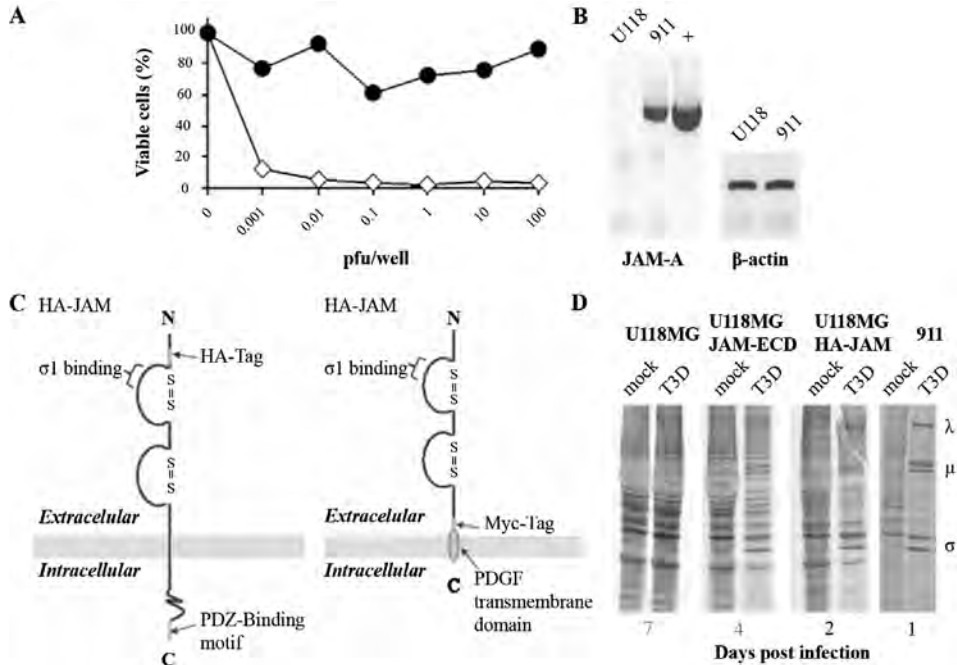 A
Viable cells (%)
100
80
60
40
20
0
0
0.001
0.01
0.1
1
10
100
pfu/well
B
U118
911
+
U118
911
JAM-A
β-actin
C
HA-JAM
N
HA-Tag
σ1 binding
S=S
S=S
Extracelular
Intracellular
PDZ-Binding
motif
C
HA-JAM
N
σ1 binding
S=S
S=S
Extracelular
Myc-Tag
Intracellular
C
PDGF
transmembrane
domain
D
U118MG
U118MG
JAM-ECD
U118MG
HA-JAM
911
mock
T3D
mock
T3D
mock
T3D
mock
T3D
λ
μ
σ
7
4
2
1
Days post infection